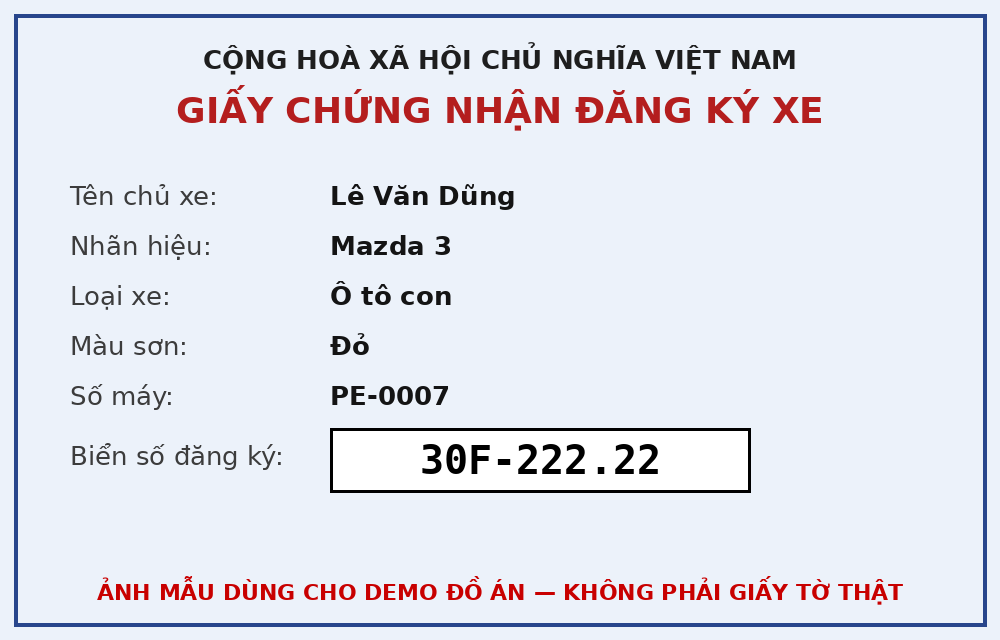 CỘNG HOÀ XÃ HỘI CHỦ NGHĨA VIỆT NAM
GIẤY CHỨNG NHẬN ĐĂNG KÝ XE
Tên chủ xe: Lê Văn Dũng
Nhãn hiệu: Mazda 3
Loại xe: Ô tô con
Màu sơn: Đỏ
Số máy: PE-0007
Biển số đăng ký: 30F-222.22
ẢNH MẪU DÙNG CHO DEMO ĐỒ ÁN — KHÔNG PHẢI GIẤY TỜ THẬT